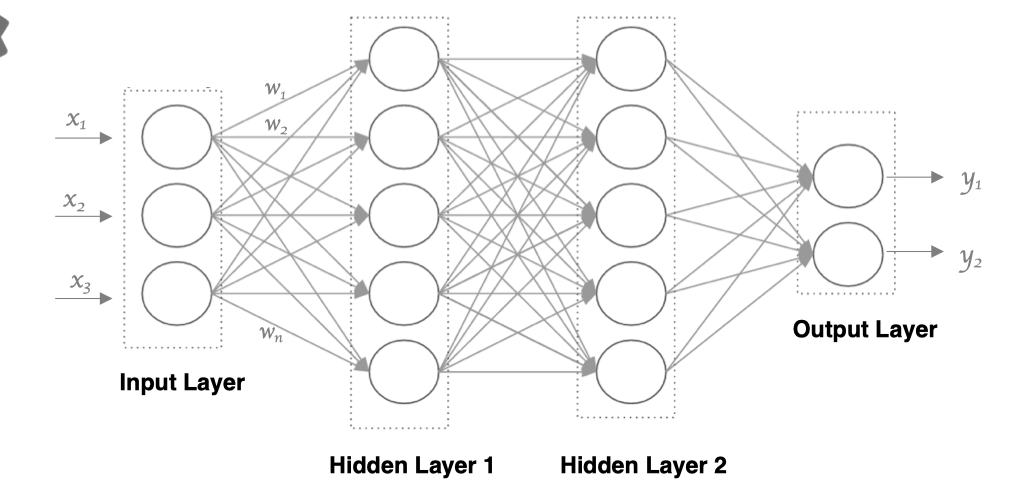 w₁
x₁
w₂
x₂
y₁
y₂
x₃
wₙ
Output Layer
Input Layer
Hidden Layer 1
Hidden Layer 2